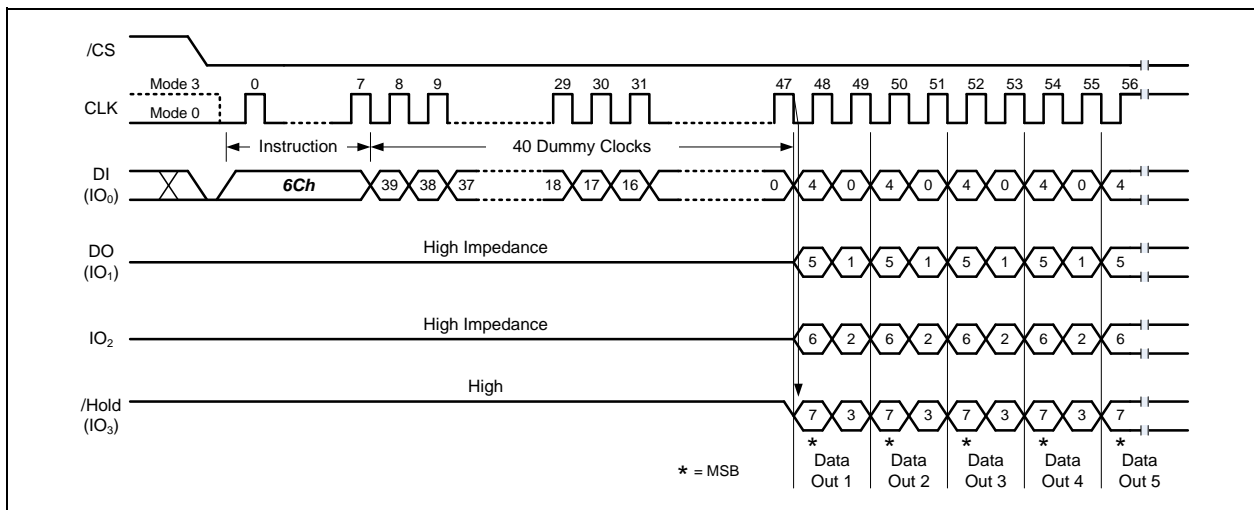 /CS
Mode 3 0 7 8 9 29 30 31 47 48 49 50 51 52 53 54 55 56
CLK
Mode 0
Instruction 40 Dummy Clocks
DI
(IO0) 6Ch 39 38 37 18 17 16 0 4 0 4 0 4 0 4 0 4
High Impedance
DO
(IO1) 5 1 5 1 5 1 5 1 5
High Impedance
IO2 6 2 6 2 6 2 6 2 6
High
/Hold
(IO3) 7 3 7 3 7 3 7 3 7
* * * * *
* = MSB
Data Out 1
Data Out 2
Data Out 3
Data Out 4
Data Out 5